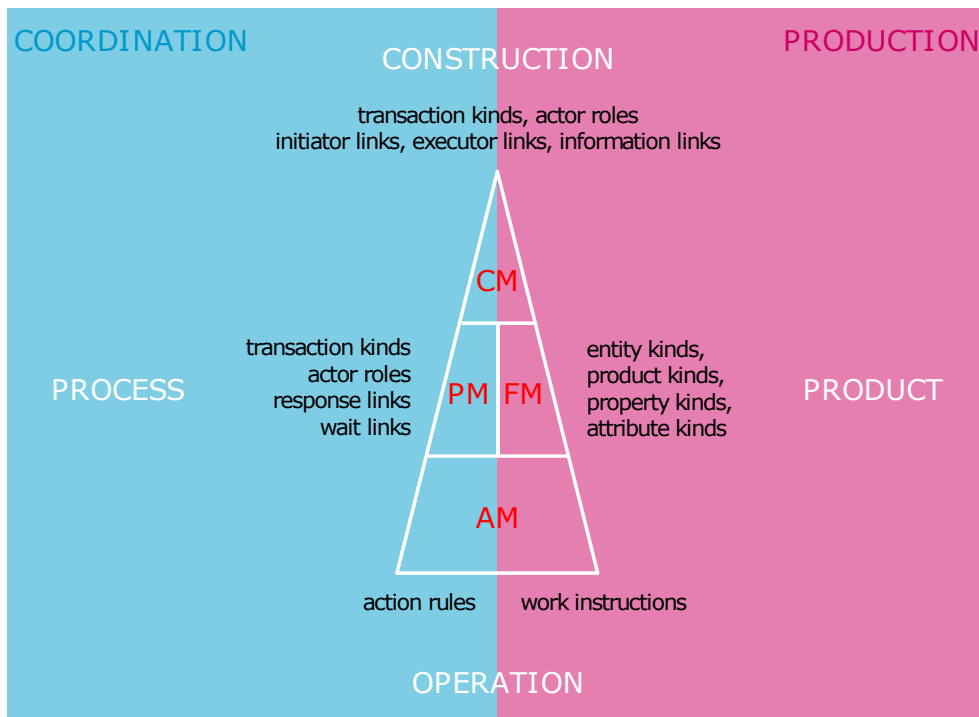 COORDINATION
PRODUCTION
CONSTRUCTION
transaction kinds, actor roles
initiator links, executor links, information links
CM
transaction kinds
actor roles
response links
wait links
PROCESS
PM
FM
entity kinds,
product kinds,
property kinds,
attribute kinds
PRODUCT
AM
action rules
work instructions
OPERATION